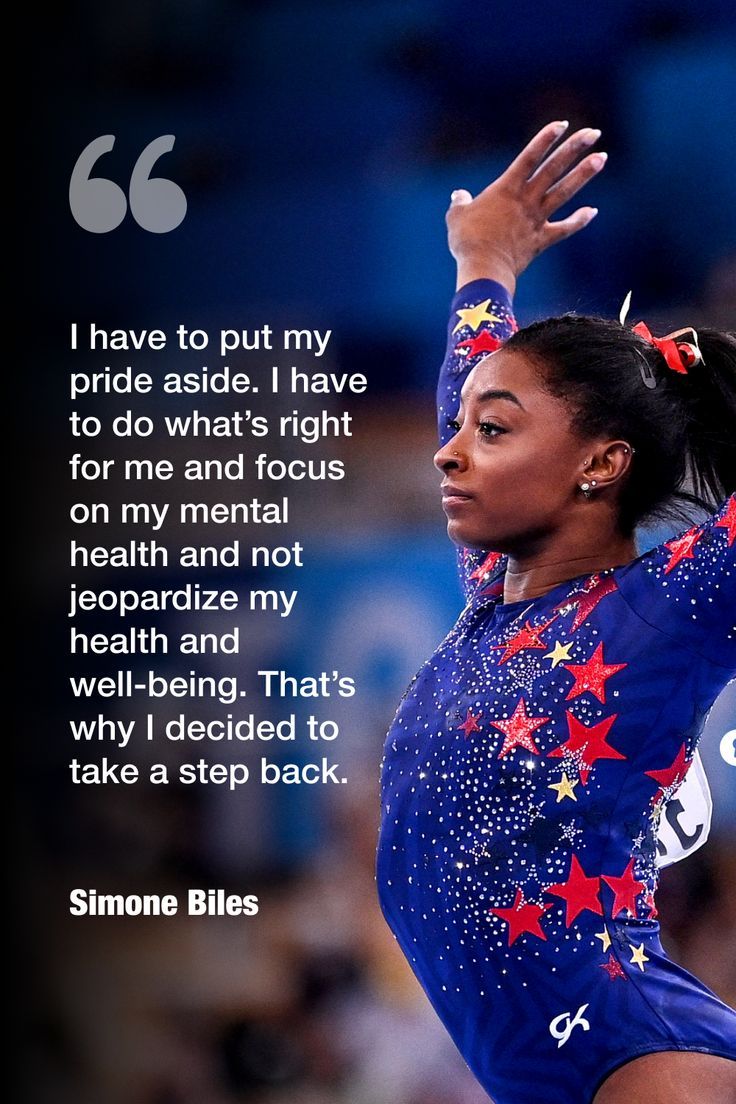 “
I have to put my
pride aside. I have
to do what’s right
for me and focus
on my mental
health and not
jeopardize my
health and
well-being. That’s
why I decided to
take a step back.
Simone Biles
GK